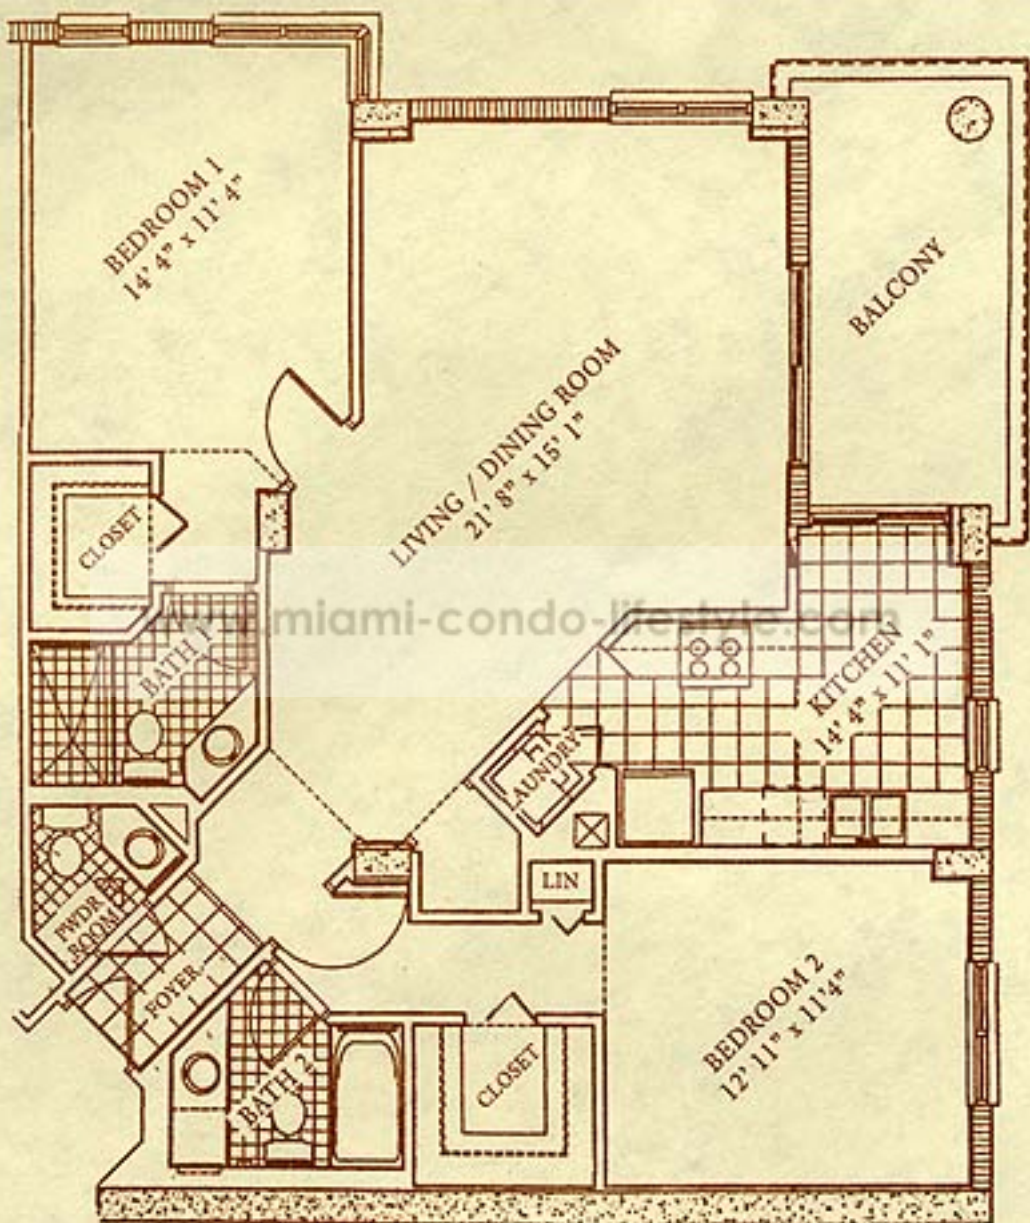 BEDROOM 1
14' 4" x 11' 4"
BALCONY
LIVING / DINING ROOM
21' 8" x 15' 1"
CLOSET
www.miami-condo-lifestyle.com
BATH 1
KITCHEN
14' 4" x 11' 1"
LAUNDRY
LIN
PWDR
ROOM
FOYER
BEDROOM 2
12' 11" x 11'4"
CLOSET
BATH 2